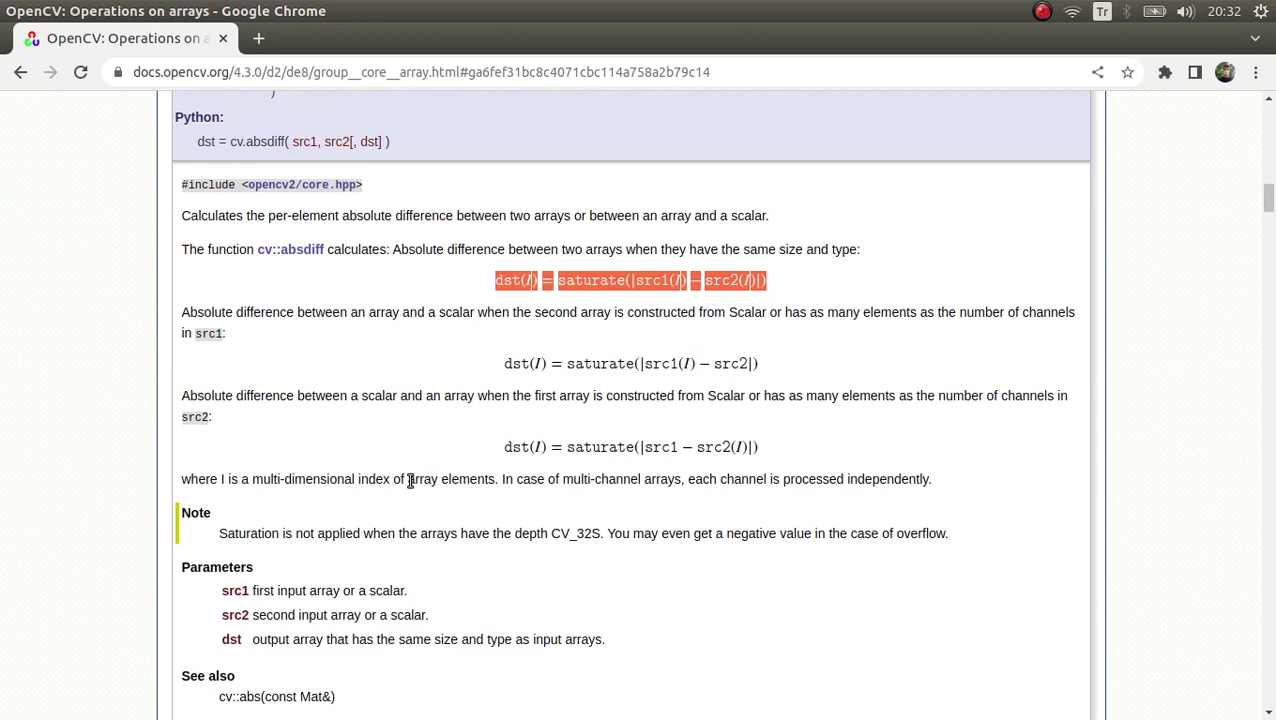 OpenCV: Operations on arrays - Google Chrome
Tr
20:32
OpenCV: Operations on a
docs.opencv.org/4.3.0/d2/de8/group__core__array.html#ga6fef31bc8c4071cbc114a758a2b79c14
)
Python:
dst = cv.absdiff( src1, src2[, dst] )
#include <opencv2/core.hpp>
Calculates the per-element absolute difference between two arrays or between an array and a scalar.
The function cv::absdiff calculates: Absolute difference between two arrays when they have the same size and type:
dst(I) = saturate(|src1(I) − src2(I)|)
Absolute difference between an array and a scalar when the second array is constructed from Scalar or has as many elements as the number of channels
in src1:
dst(I) = saturate(|src1(I) − src2|)
Absolute difference between a scalar and an array when the first array is constructed from Scalar or has as many elements as the number of channels in
src2:
dst(I) = saturate(|src1 − src2(I)|)
where I is a multi-dimensional index of array elements. In case of multi-channel arrays, each channel is processed independently.
Note
Saturation is not applied when the arrays have the depth CV_32S. You may even get a negative value in the case of overflow.
Parameters
src1 first input array or a scalar.
src2 second input array or a scalar.
dst output array that has the same size and type as input arrays.
See also
cv::abs(const Mat&)